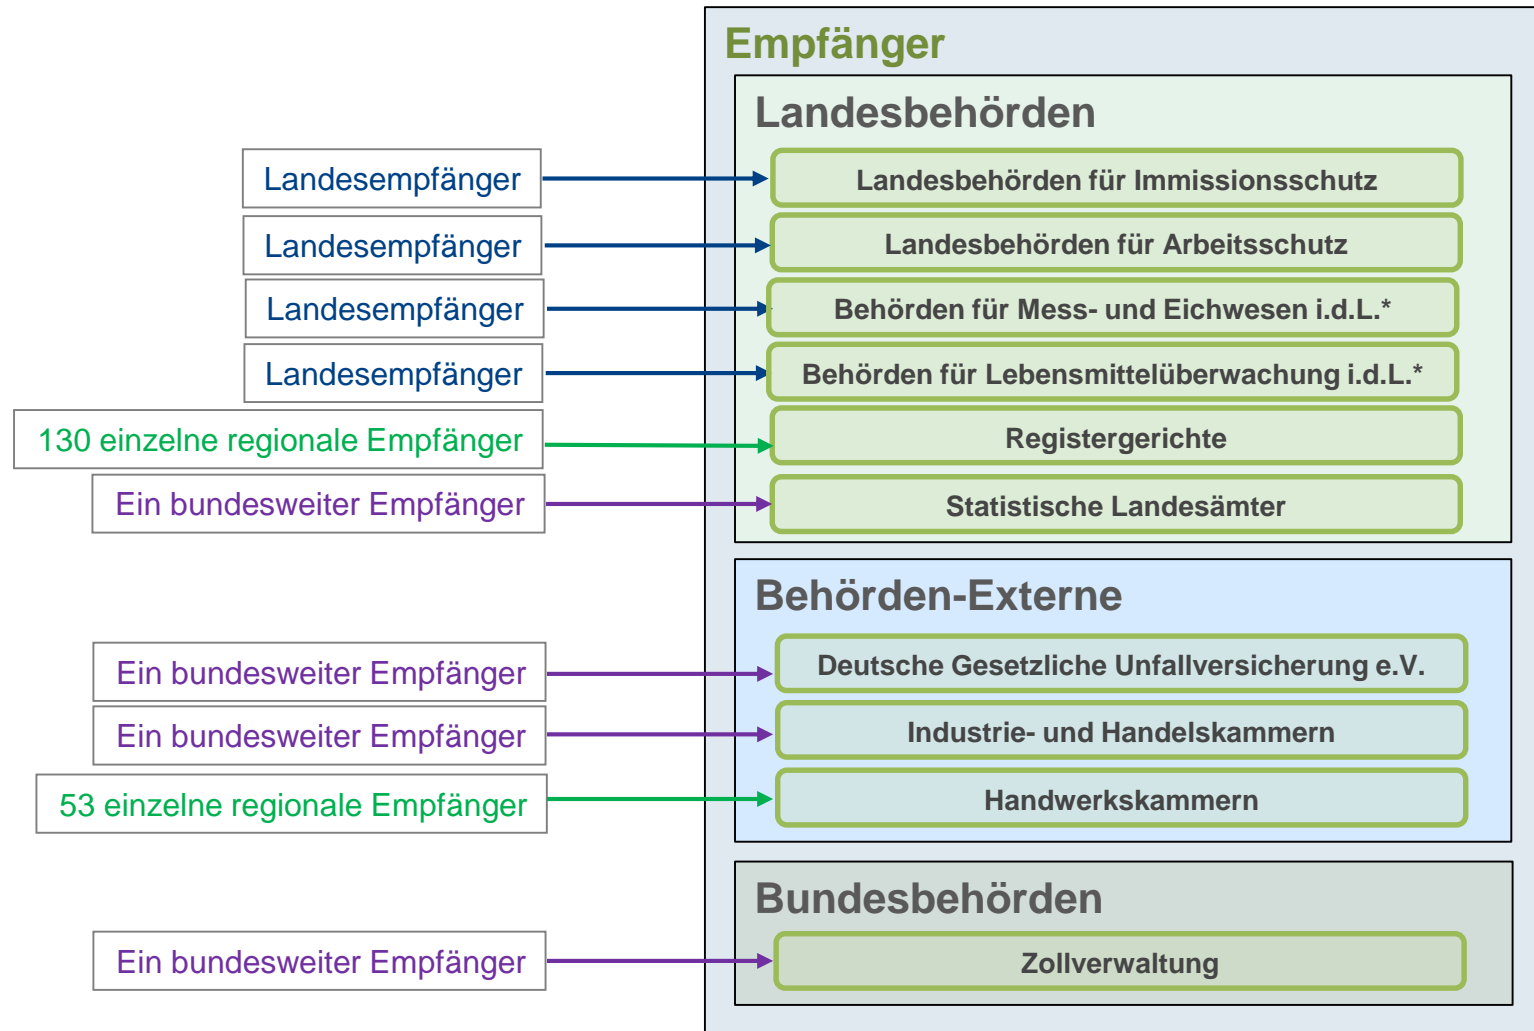 Empfänger
Landesbehörden
Landesempfänger
Landesbehörden für Immissionsschutz
Landesempfänger
Landesbehörden für Arbeitsschutz
Landesempfänger
Behörden für Mess- und Eichwesen i.d.L.*
Landesempfänger
Behörden für Lebensmittelüberwachung i.d.L.*
130 einzelne regionale Empfänger
Registergerichte
Ein bundesweiter Empfänger
Statistische Landesämter
Behörden-Externe
Ein bundesweiter Empfänger
Deutsche Gesetzliche Unfallversicherung e.V.
Ein bundesweiter Empfänger
Industrie- und Handelskammern
53 einzelne regionale Empfänger
Handwerkskammern
Bundesbehörden
Ein bundesweiter Empfänger
Zollverwaltung